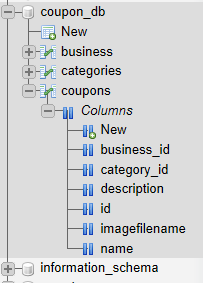 coupon_db
New
business
categories
coupons
Columns
New
business_id
category_id
description
id
imagefilename
name
information_schema